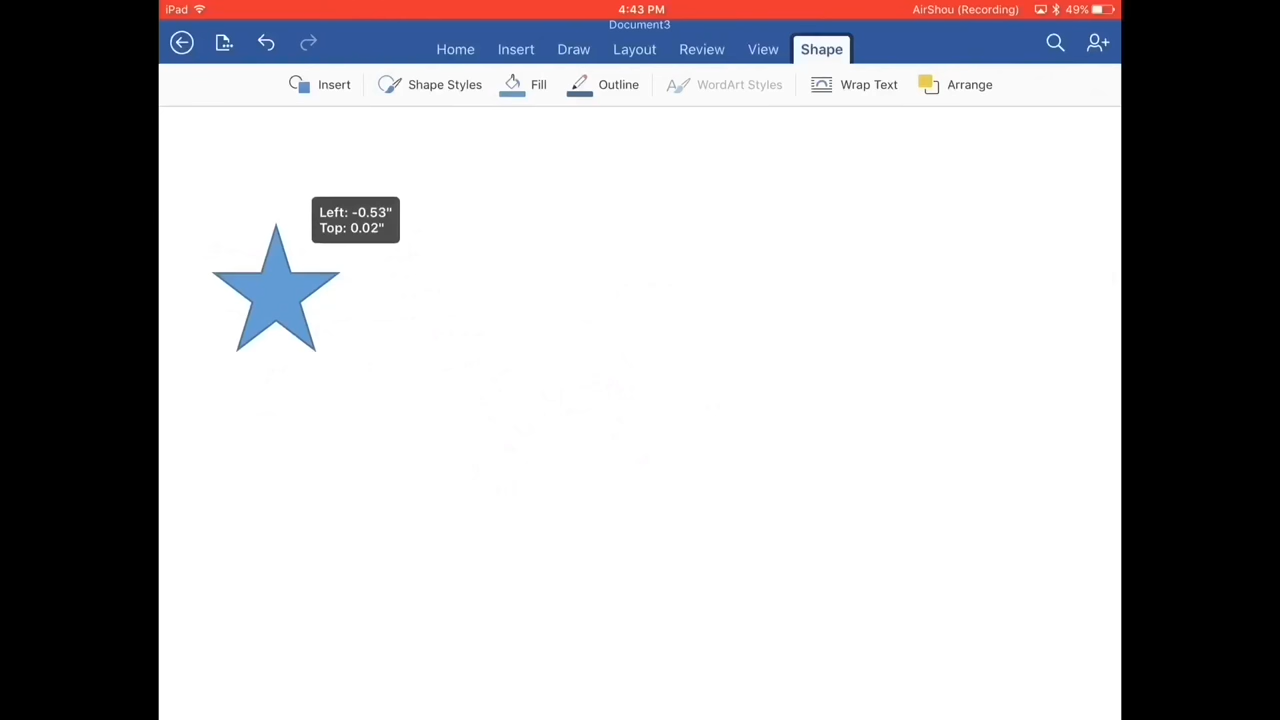 iPad 4:43 PM AirShou (Recording) 49%
Document3
Home Insert Draw Layout Review View Shape
Insert Shape Styles Fill Outline WordArt Styles Wrap Text Arrange
Left: -0.53"
Top: 0.02"